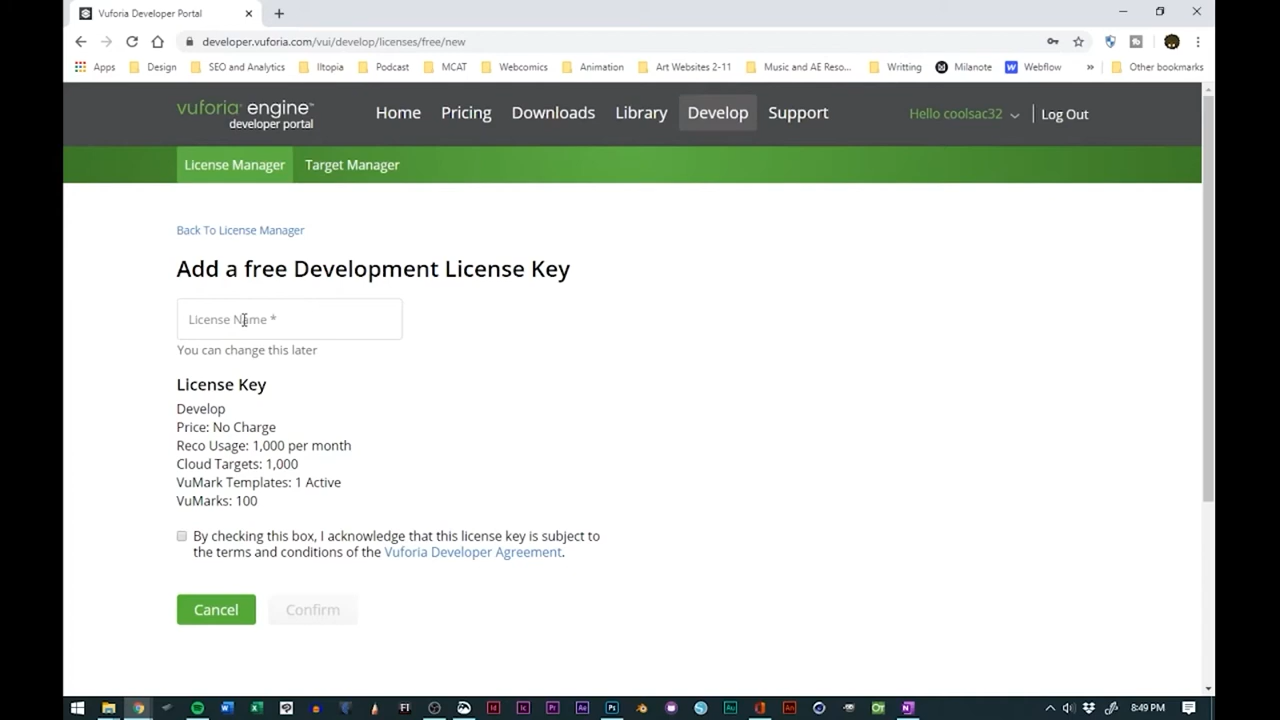 Vuforia Developer Portal
developer.vuforia.com/vui/develop/licenses/free/new
Apps Design SEO and Analytics Iltopia Podcast MCAT Webcomics Animation Art Websites 2-11 Music and AE Reso... Writting Milanote Webflow » Other bookmarks
vuforia engine™
developer portal
Home Pricing Downloads Library Develop Support Hello coolsac32 Log Out
License Manager Target Manager
Back To License Manager
Add a free Development License Key
License Name *
You can change this later
License Key
Develop
Price: No Charge
Reco Usage: 1,000 per month
Cloud Targets: 1,000
VuMark Templates: 1 Active
VuMarks: 100
By checking this box, I acknowledge that this license key is subject to
the terms and conditions of the Vuforia Developer Agreement.
Cancel Confirm
8:49 PM